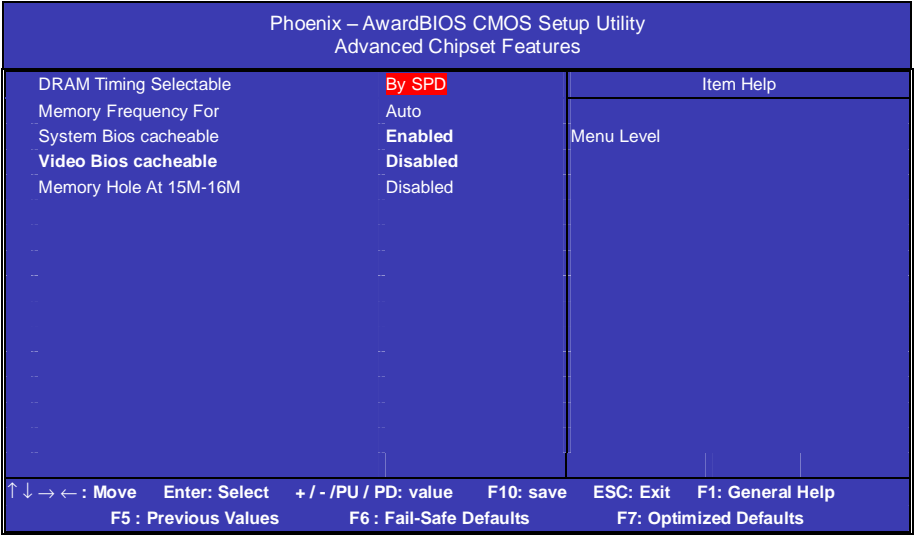 Phoenix – AwardBIOS CMOS Setup Utility
Advanced Chipset Features
DRAM Timing Selectable By SPD Item Help
Memory Frequency For Auto
System Bios cacheable Enabled Menu Level
Video Bios cacheable Disabled
Memory Hole At 15M-16M Disabled
↑↓→←: Move Enter: Select + / - /PU / PD: value F10: save ESC: Exit F1: General Help
F5 : Previous Values F6 : Fail-Safe Defaults F7: Optimized Defaults